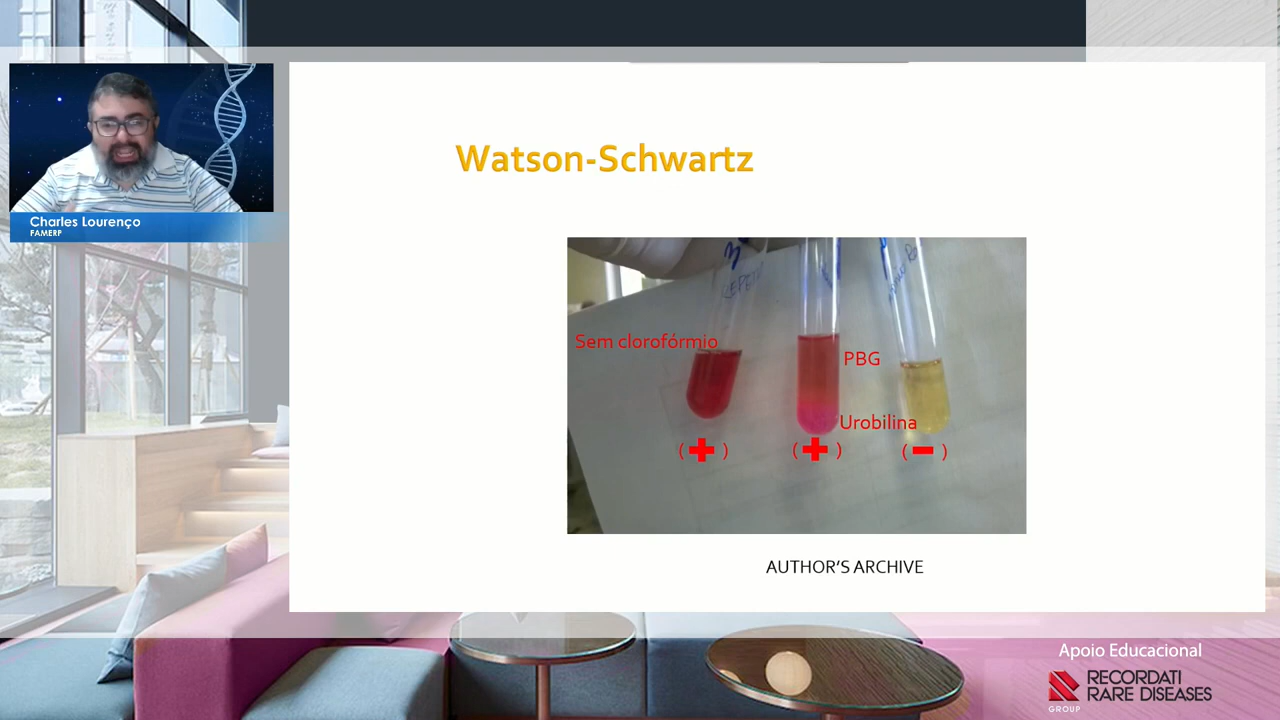 Charles Lourenço
FAMERP
Watson-Schwartz
Sem clorofórmio
PBG
Urobilina
( + )
( + )
( - )
AUTHOR'S ARCHIVE
Apoio Educacional
RECORDATI
RARE DISEASES
GROUP